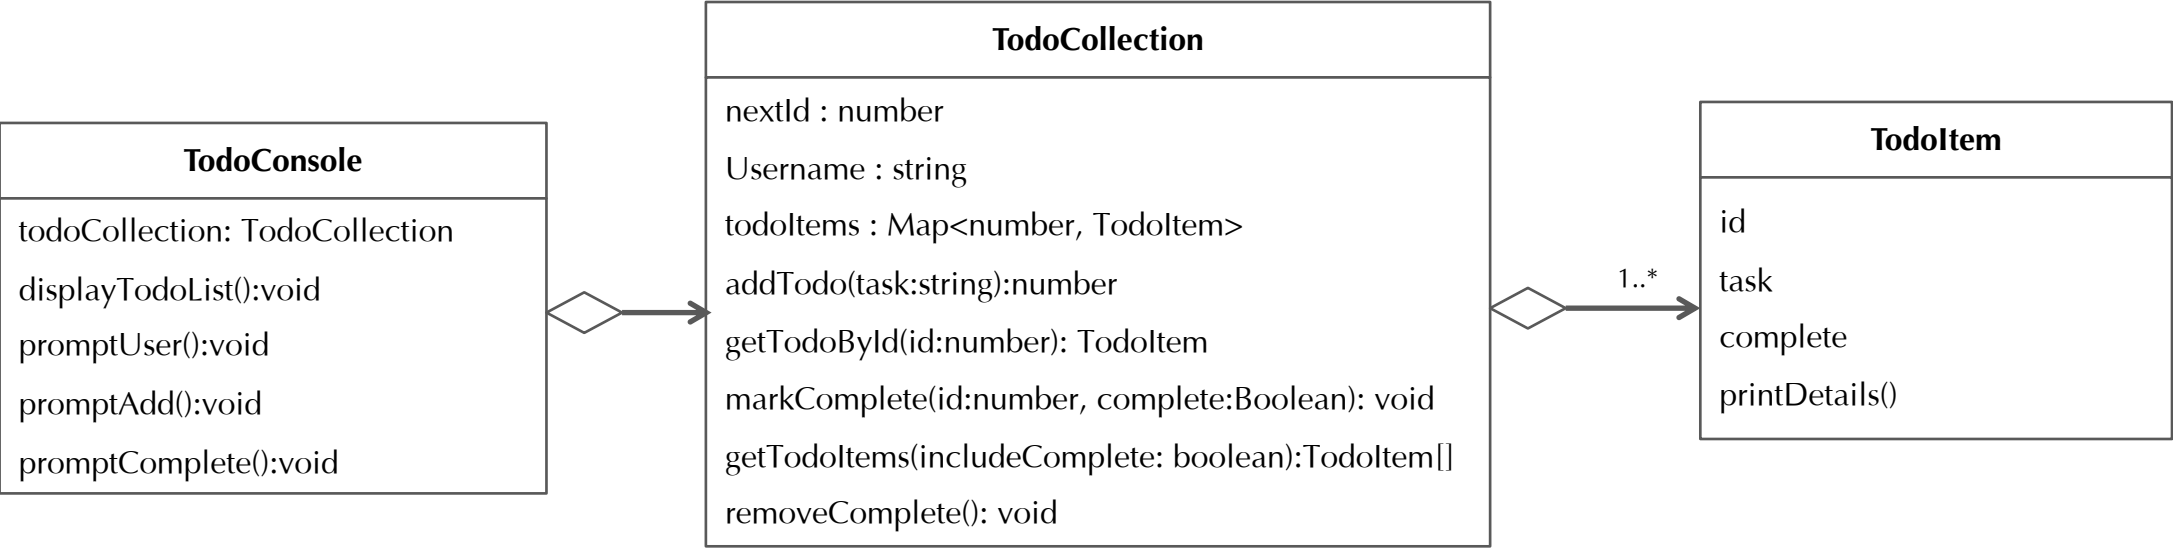 TodoConsole
todoCollection: TodoCollection
displayTodoList():void
promptUser():void
promptAdd():void
promptComplete():void
TodoCollection
nextId : number
Username : string
todoItems : Map<number, TodoItem>
addTodo(task:string):number
getTodoById(id:number): TodoItem
markComplete(id:number, complete:Boolean): void
getTodoItems(includeComplete: boolean):TodoItem[]
removeComplete(): void
1..*
TodoItem
id
task
complete
printDetails()